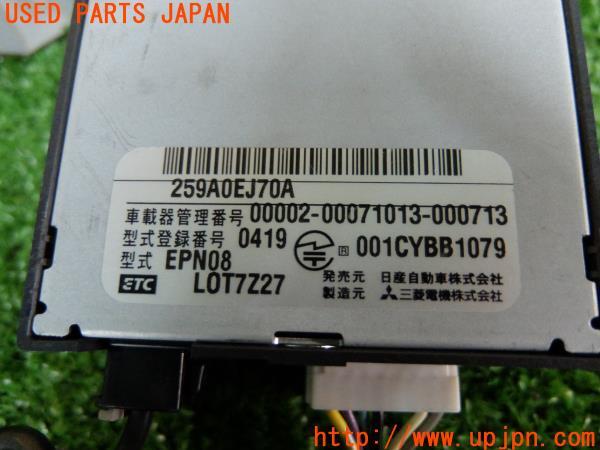 USED PARTS JAPAN
259A0EJ70A
車載器管理番号 00002-00071013-000713
型式登録番号 0419 R 001CYBB1079
型式 EPN08
ETC LOT7Z27
発売元 日産自動車株式会社
製造元 三菱電機株式会社
www.upjpn.com